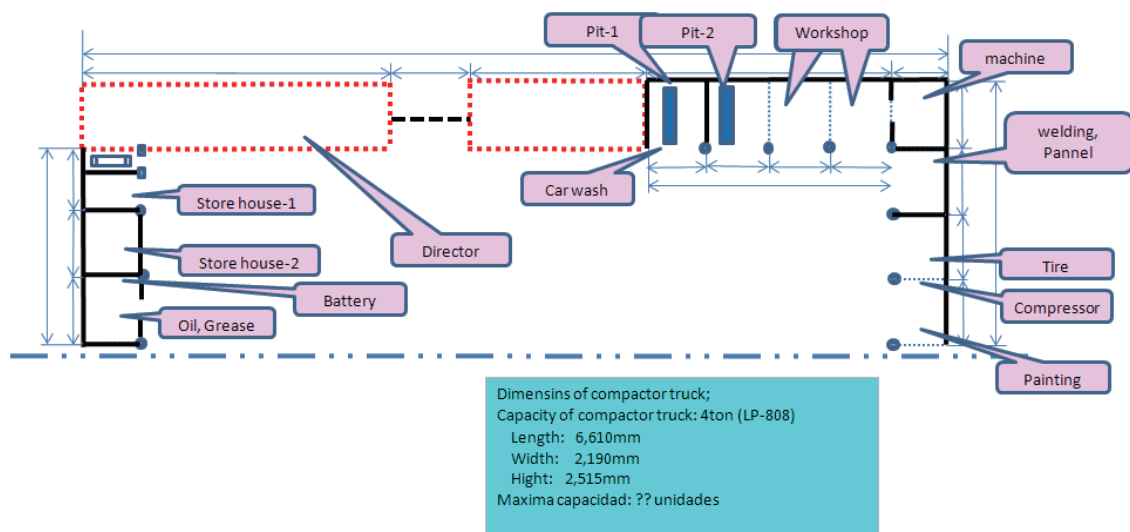 Pit-1
Pit-2
Workshop
machine
welding,
Pannel
Car wash
Store house-1
Director
Store house-2
Tire
Battery
Compressor
Oil, Grease
Painting
Dimensins of compactor truck;
Capacity of compactor truck: 4ton (LP-808)
Length: 6,610mm
Width: 2,190mm
Hight: 2,515mm
Maxima capacidad: ?? unidades